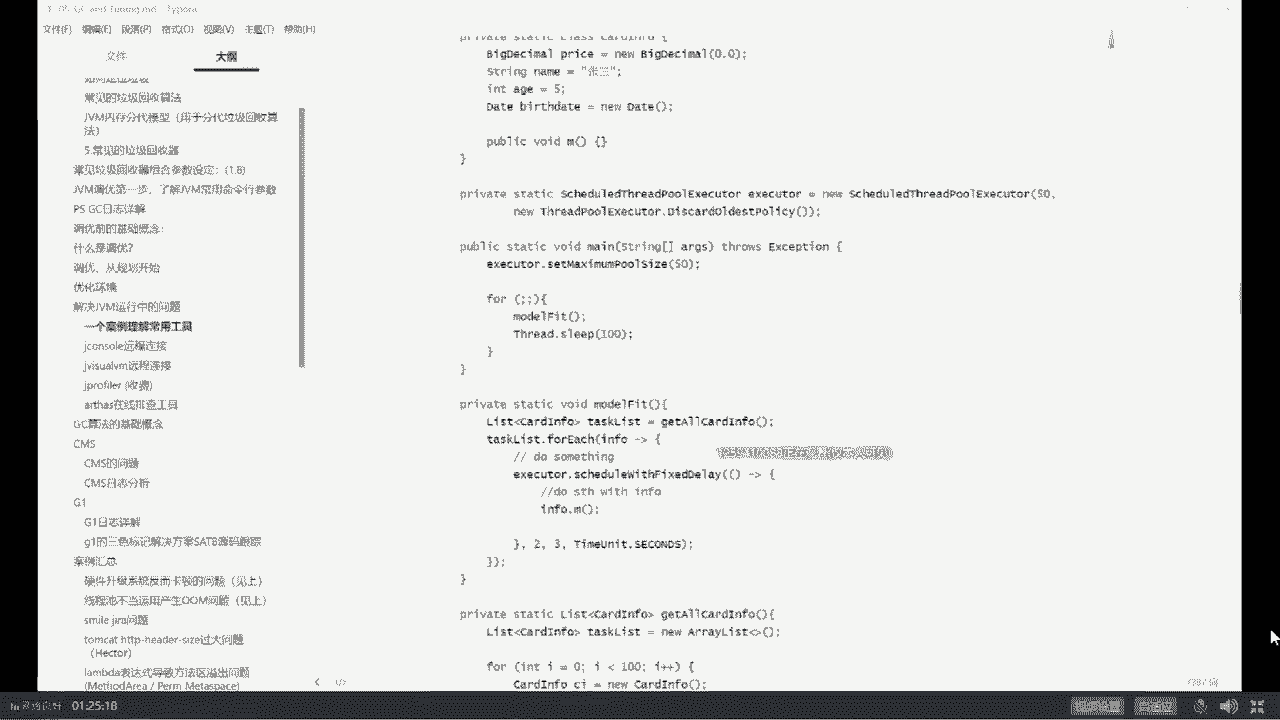 05 GC and Tuning.md - Typora
文件(F) 编辑(E) 段落(P) 格式(O) 视图(V) 主题(T) 帮助(H)
文件 大纲
常见的垃圾回收算法
JVM内存分代模型（用于分代垃圾回收算法）
5.常见的垃圾回收器
常见垃圾回收器组合参数设定：(1.8)
JVM调优第一步，了解JVM常用命令行参数
PS GC日志详解
调优前的基础概念：
什么是调优？
调优，从规划开始
优化环境
解决JVM运行中的问题
一个案例理解常用工具
jconsole远程连接
jvisualvm远程连接
jprofiler (收费)
arthas在线排查工具
GC算法的基础概念
CMS
CMS的问题
CMS日志分析
G1
G1日志详解
g1的三色标记解决方案SATB源码跟踪
案例汇总
硬件升级系统反而卡顿的问题（见上）
线程池不当运用产生OOM问题（见上）
smile jira问题
tomcat http-header-size过大问题（Hector）
lambda表达式导致方法区溢出问题(MethodArea / Perm Metaspace)
private static class CardInfo {
BigDecimal price = new BigDecimal(0.0);
String name = "张三";
int age = 5;
Date birthdate = new Date();
public void m() {}
}
private static ScheduledThreadPoolExecutor executor = new ScheduledThreadPoolExecutor(50,
new ThreadPoolExecutor.DiscardOldestPolicy());
public static void main(String[] args) throws Exception {
executor.setMaximumPoolSize(50);
for (;;){
modelFit();
Thread.sleep(100);
}
}
private static void modelFit(){
List<CardInfo> taskList = getAllCardInfo();
taskList.forEach(info -> {
// do something
executor.scheduleWithFixedDelay(() -> {
//do sth with info
info.m();
}, 2, 3, TimeUnit.SECONDS);
});
}
private static List<CardInfo> getAllCardInfo(){
List<CardInfo> taskList = new ArrayList<>();
for (int i = 0; i < 100; i++) {
CardInfo ci = new CardInfo();
01:25:18